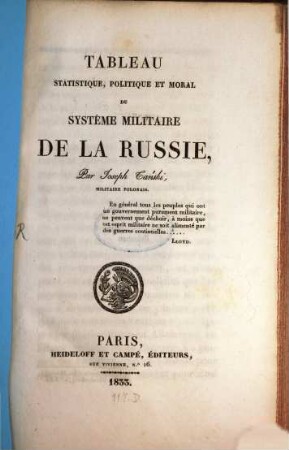 TABLEAU
STATISTIQUE, POLITIQUE ET MORAL
DU
SYSTÈME MILITAIRE
DE LA RUSSIE,
Par Joseph Tański,
MILITAIRE POLONAIS.
En général tous les peuples qui ont
un gouvernement purement militaire,
ne peuvent que déchoir, à moins que
cet esprit militaire ne soit alimenté par
des guerres continuelles.
LLOYD.
R
PARIS,
HEIDELOFF ET CAMPÉ, ÉDITEURS,
RUE VIVIENNE, N.° 16.
1833.